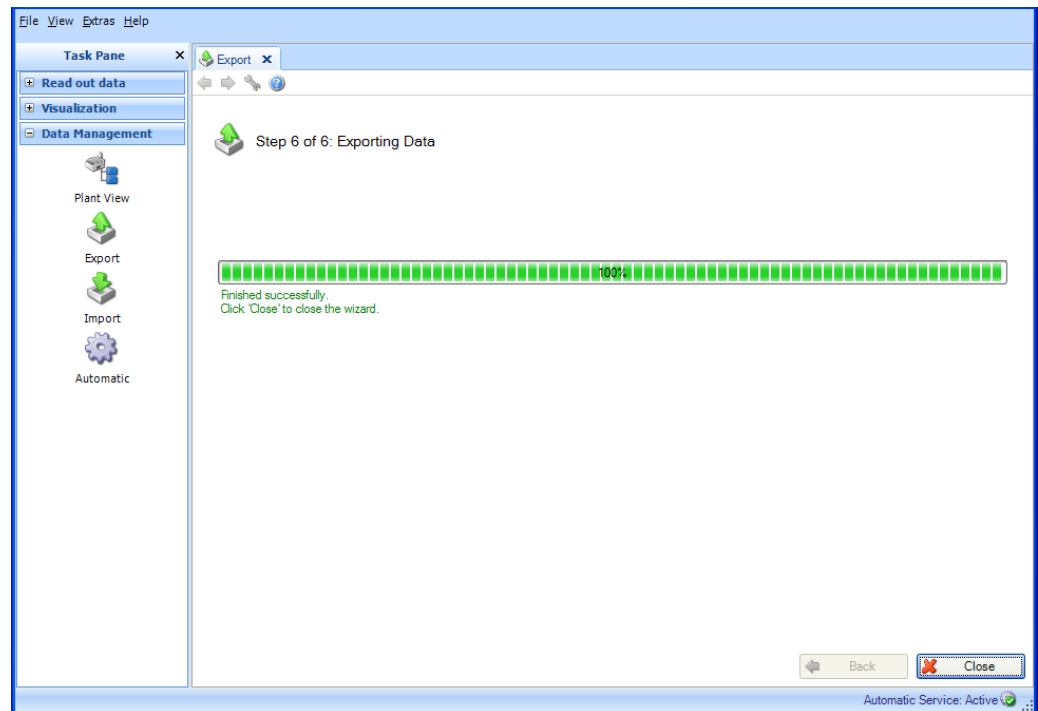 File View Extras Help
Task Pane
Export
Read out data
Visualization
Data Management
Plant View
Export
Import
Automatic
Step 6 of 6: Exporting Data
100%
Finished successfully.
Click 'Close' to close the wizard.
Back
Close
Automatic Service: Active